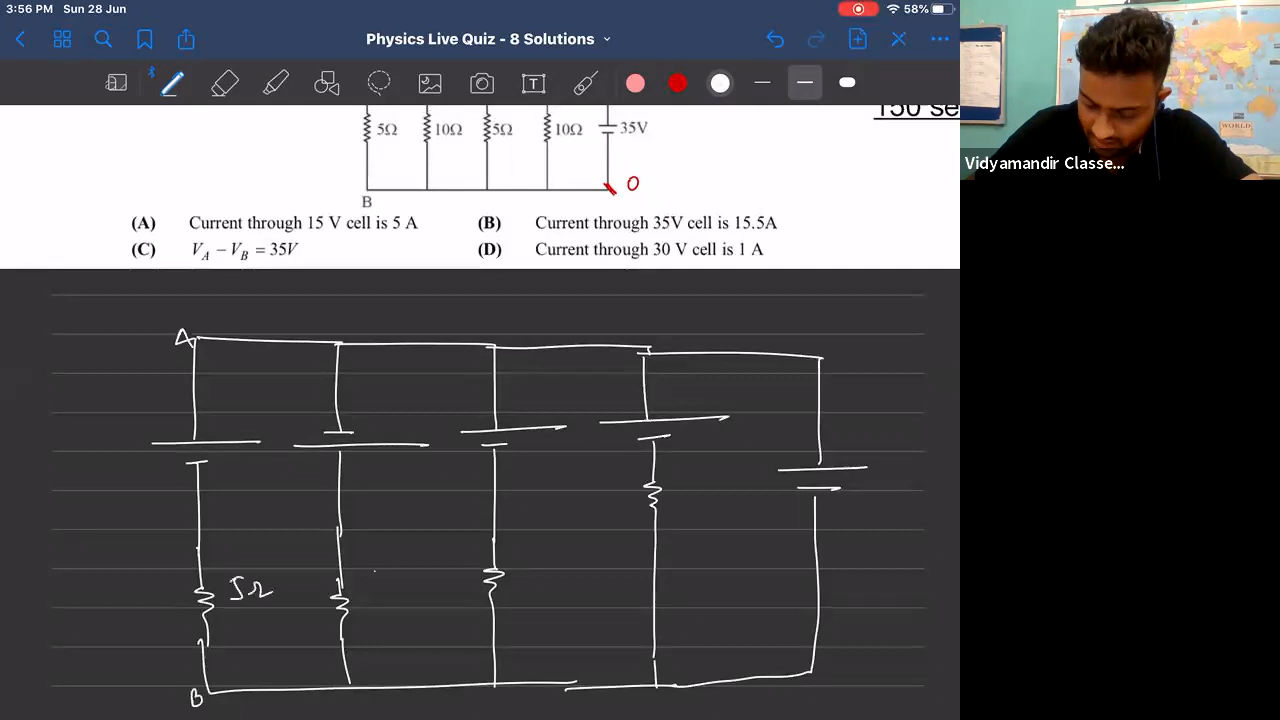 3:56 PM Sun 28 Jun
58%
Physics Live Quiz - 8 Solutions
T
150 se
5Ω 10Ω 5Ω 10Ω 35V
0
B
(A) Current through 15 V cell is 5 A (B) Current through 35V cell is 15.5A
(C) V_A − V_B = 35V (D) Current through 30 V cell is 1 A
A
5Ω
B
WORLD
Vidyamandir Classe...